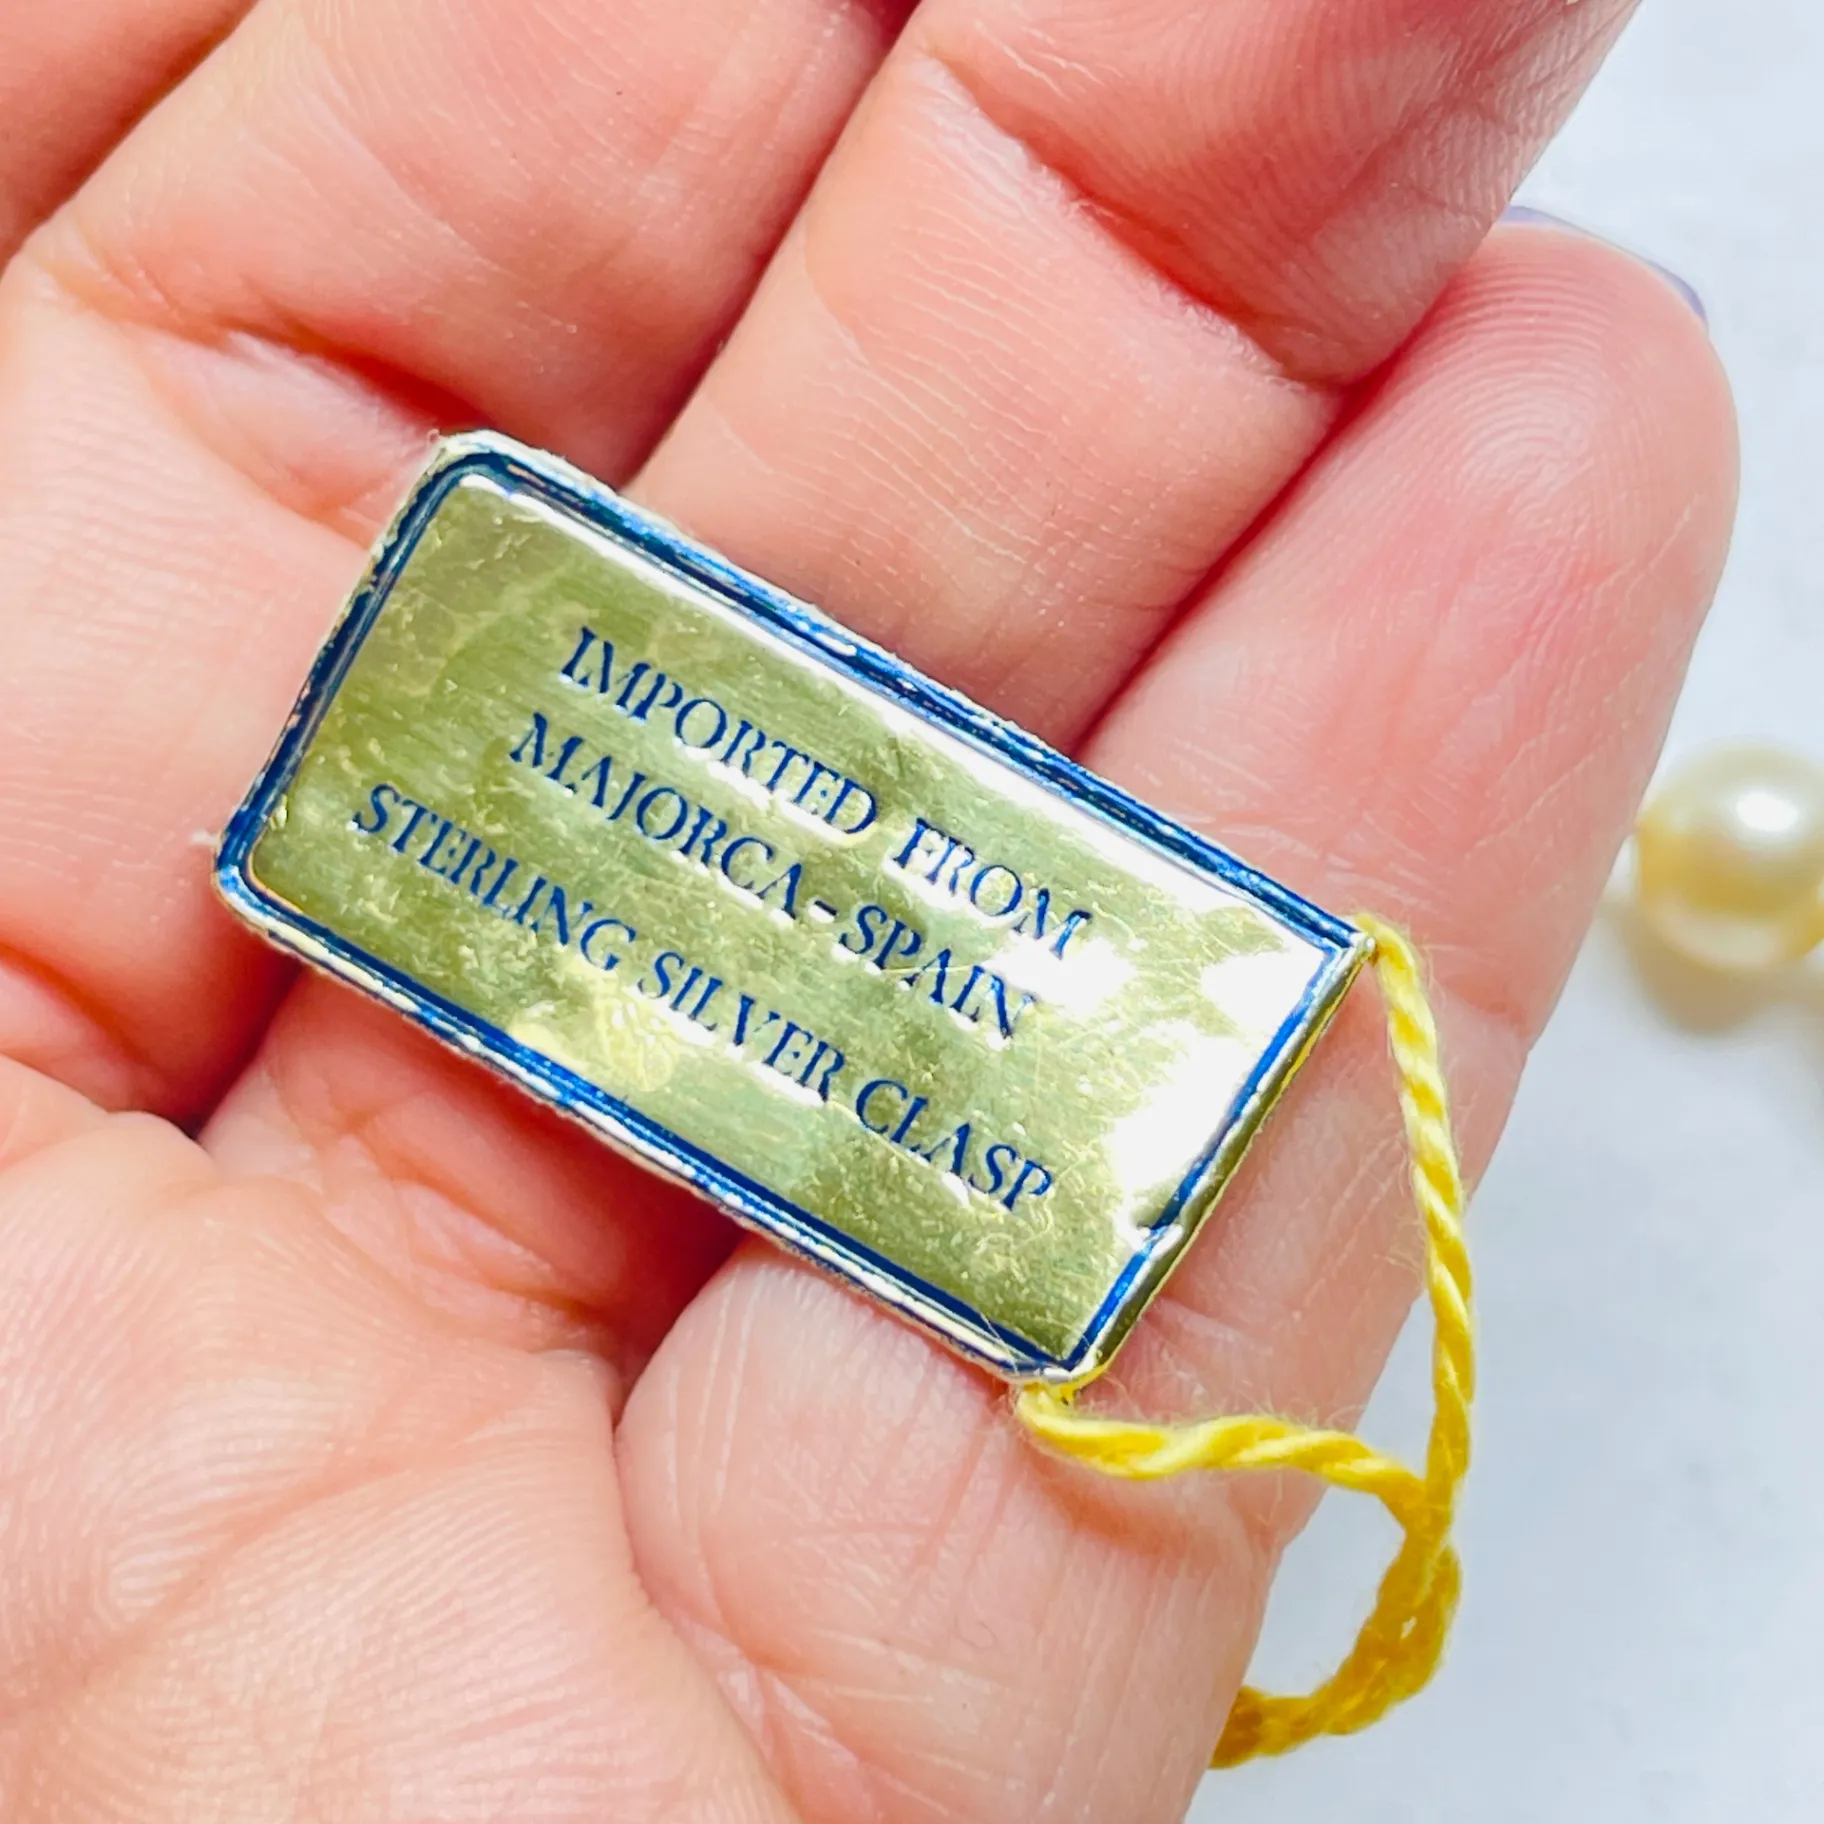 IMPORTED FROM
MAJORCA-SPAIN
STERLING SILVER CLASP